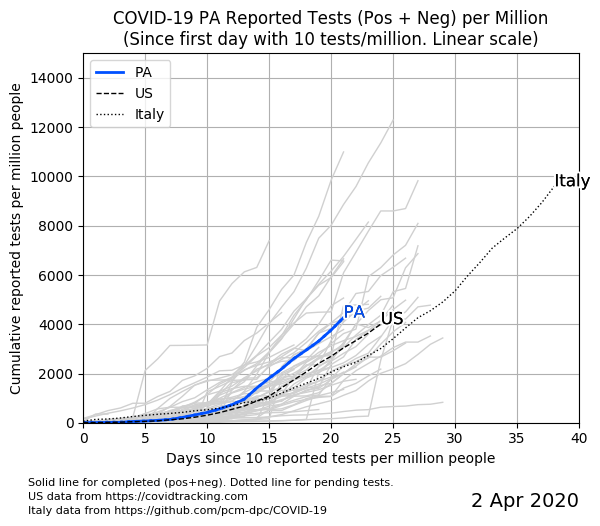 COVID-19 PA Reported Tests (Pos + Neg) per Million
(Since first day with 10 tests/million. Linear scale)
Cumulative reported tests per million people
14000
12000
10000
8000
6000
4000
2000
0
PA
US
Italy
Italy
PA
US
0 5 10 15 20 25 30 35 40
Days since 10 reported tests per million people
Solid line for completed (pos+neg). Dotted line for pending tests.
US data from https://covidtracking.com
Italy data from https://github.com/pcm-dpc/COVID-19
2 Apr 2020